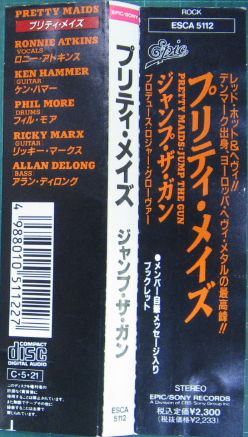 PRETTY MAIDS
プリティ・メイズ
RONNIE ATKINS
VOCALS
ロニー・アトキンス
KEN HAMMER
GUITAR
ケン・ハマー
PHIL MORE
DRUMS
フィル・モア
RICKY MARX
GUITAR
リッキー・マークス
ALLAN DELONG
BASS
アラン・ディロング
4988010511227
COMPACT
disc
DIGITAL AUDIO
C-5・21
EPIC/SONY
プリティ・メイズ
ジャンプ・ザ・ガン
ESCA
5112
ROCK
ESCA 5112
Epic
レッド・ホット&ヘヴィ!!
デンマーク出身、ヨーロッパ・ヘヴィ・メタルの最高峰!
プリティ・メイズ
PRETTY MAIDS/JUMP THE GUN
ジャンプ・ザ・ガン
プロデュース:ロジャー・グローヴァー
●メンバー自筆メッセージ入り
ブックレット
STEREO
EPIC/SONY RECORDS
A Division of CBS/Sony Group Inc.
税込定価¥2,300
(税抜価格¥2,233)